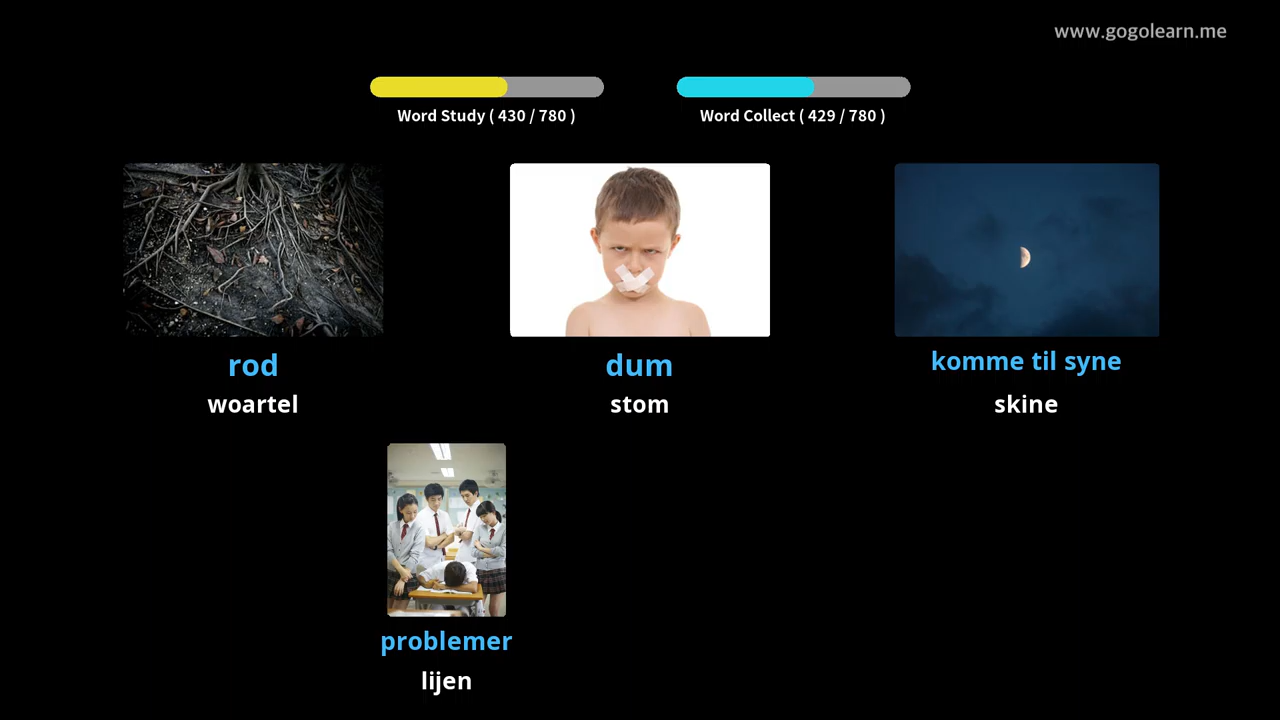 www.gogolearn.me
Word Study ( 430 / 780 )
Word Collect ( 429 / 780 )
rod
woartel
dum
stom
komme til syne
skine
problemer
lijen